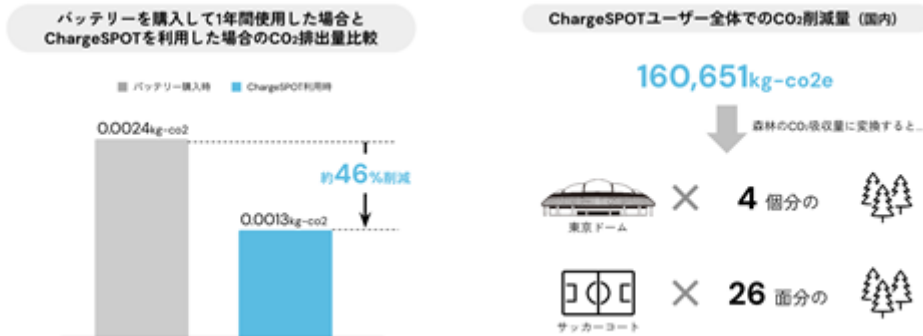 バッテリーを購入して1年間使用した場合と
ChargeSPOTを利用した場合のCO₂排出量比較
バッテリー購入時
ChargeSPOT利用時
0.0024kg-co2
約46%削減
0.0013kg-co2
ChargeSPOTユーザー全体でのCO₂削減量（国内）
160,651kg-co2e
森林のCO₂吸収量に変換すると...
東京ドーム
× 4 個分の
サッカーコート
× 26 面分の